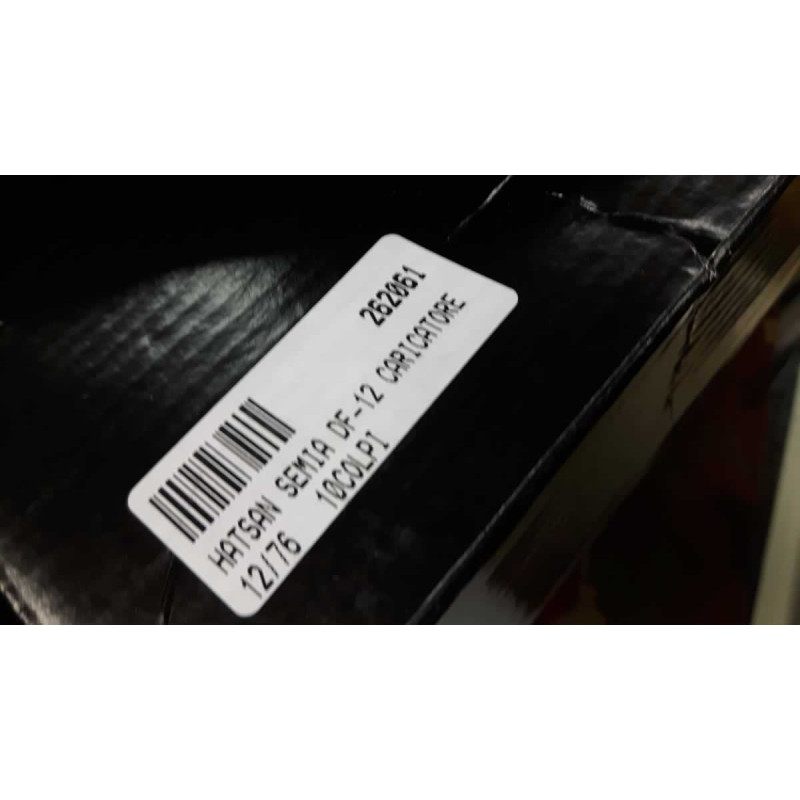 262061
HATSAN SEMIA DF-12 CARICATORE
12/76 10COLPI